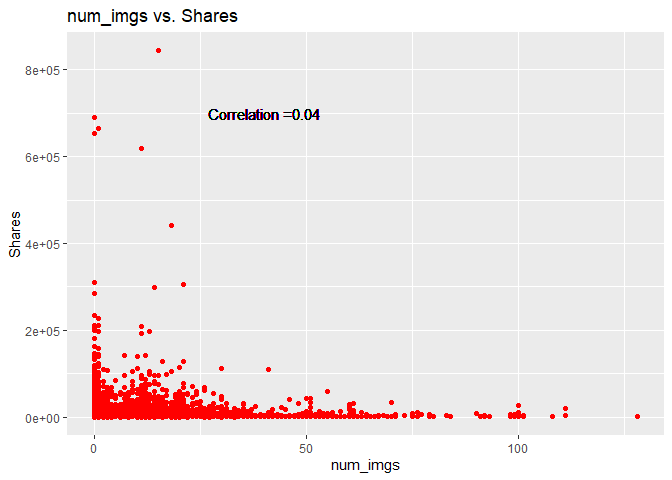 num_imgs vs. Shares
8e+05
Correlation =0.04
6e+05
Shares
4e+05
2e+05
0e+00
0 50 100
num_imgs